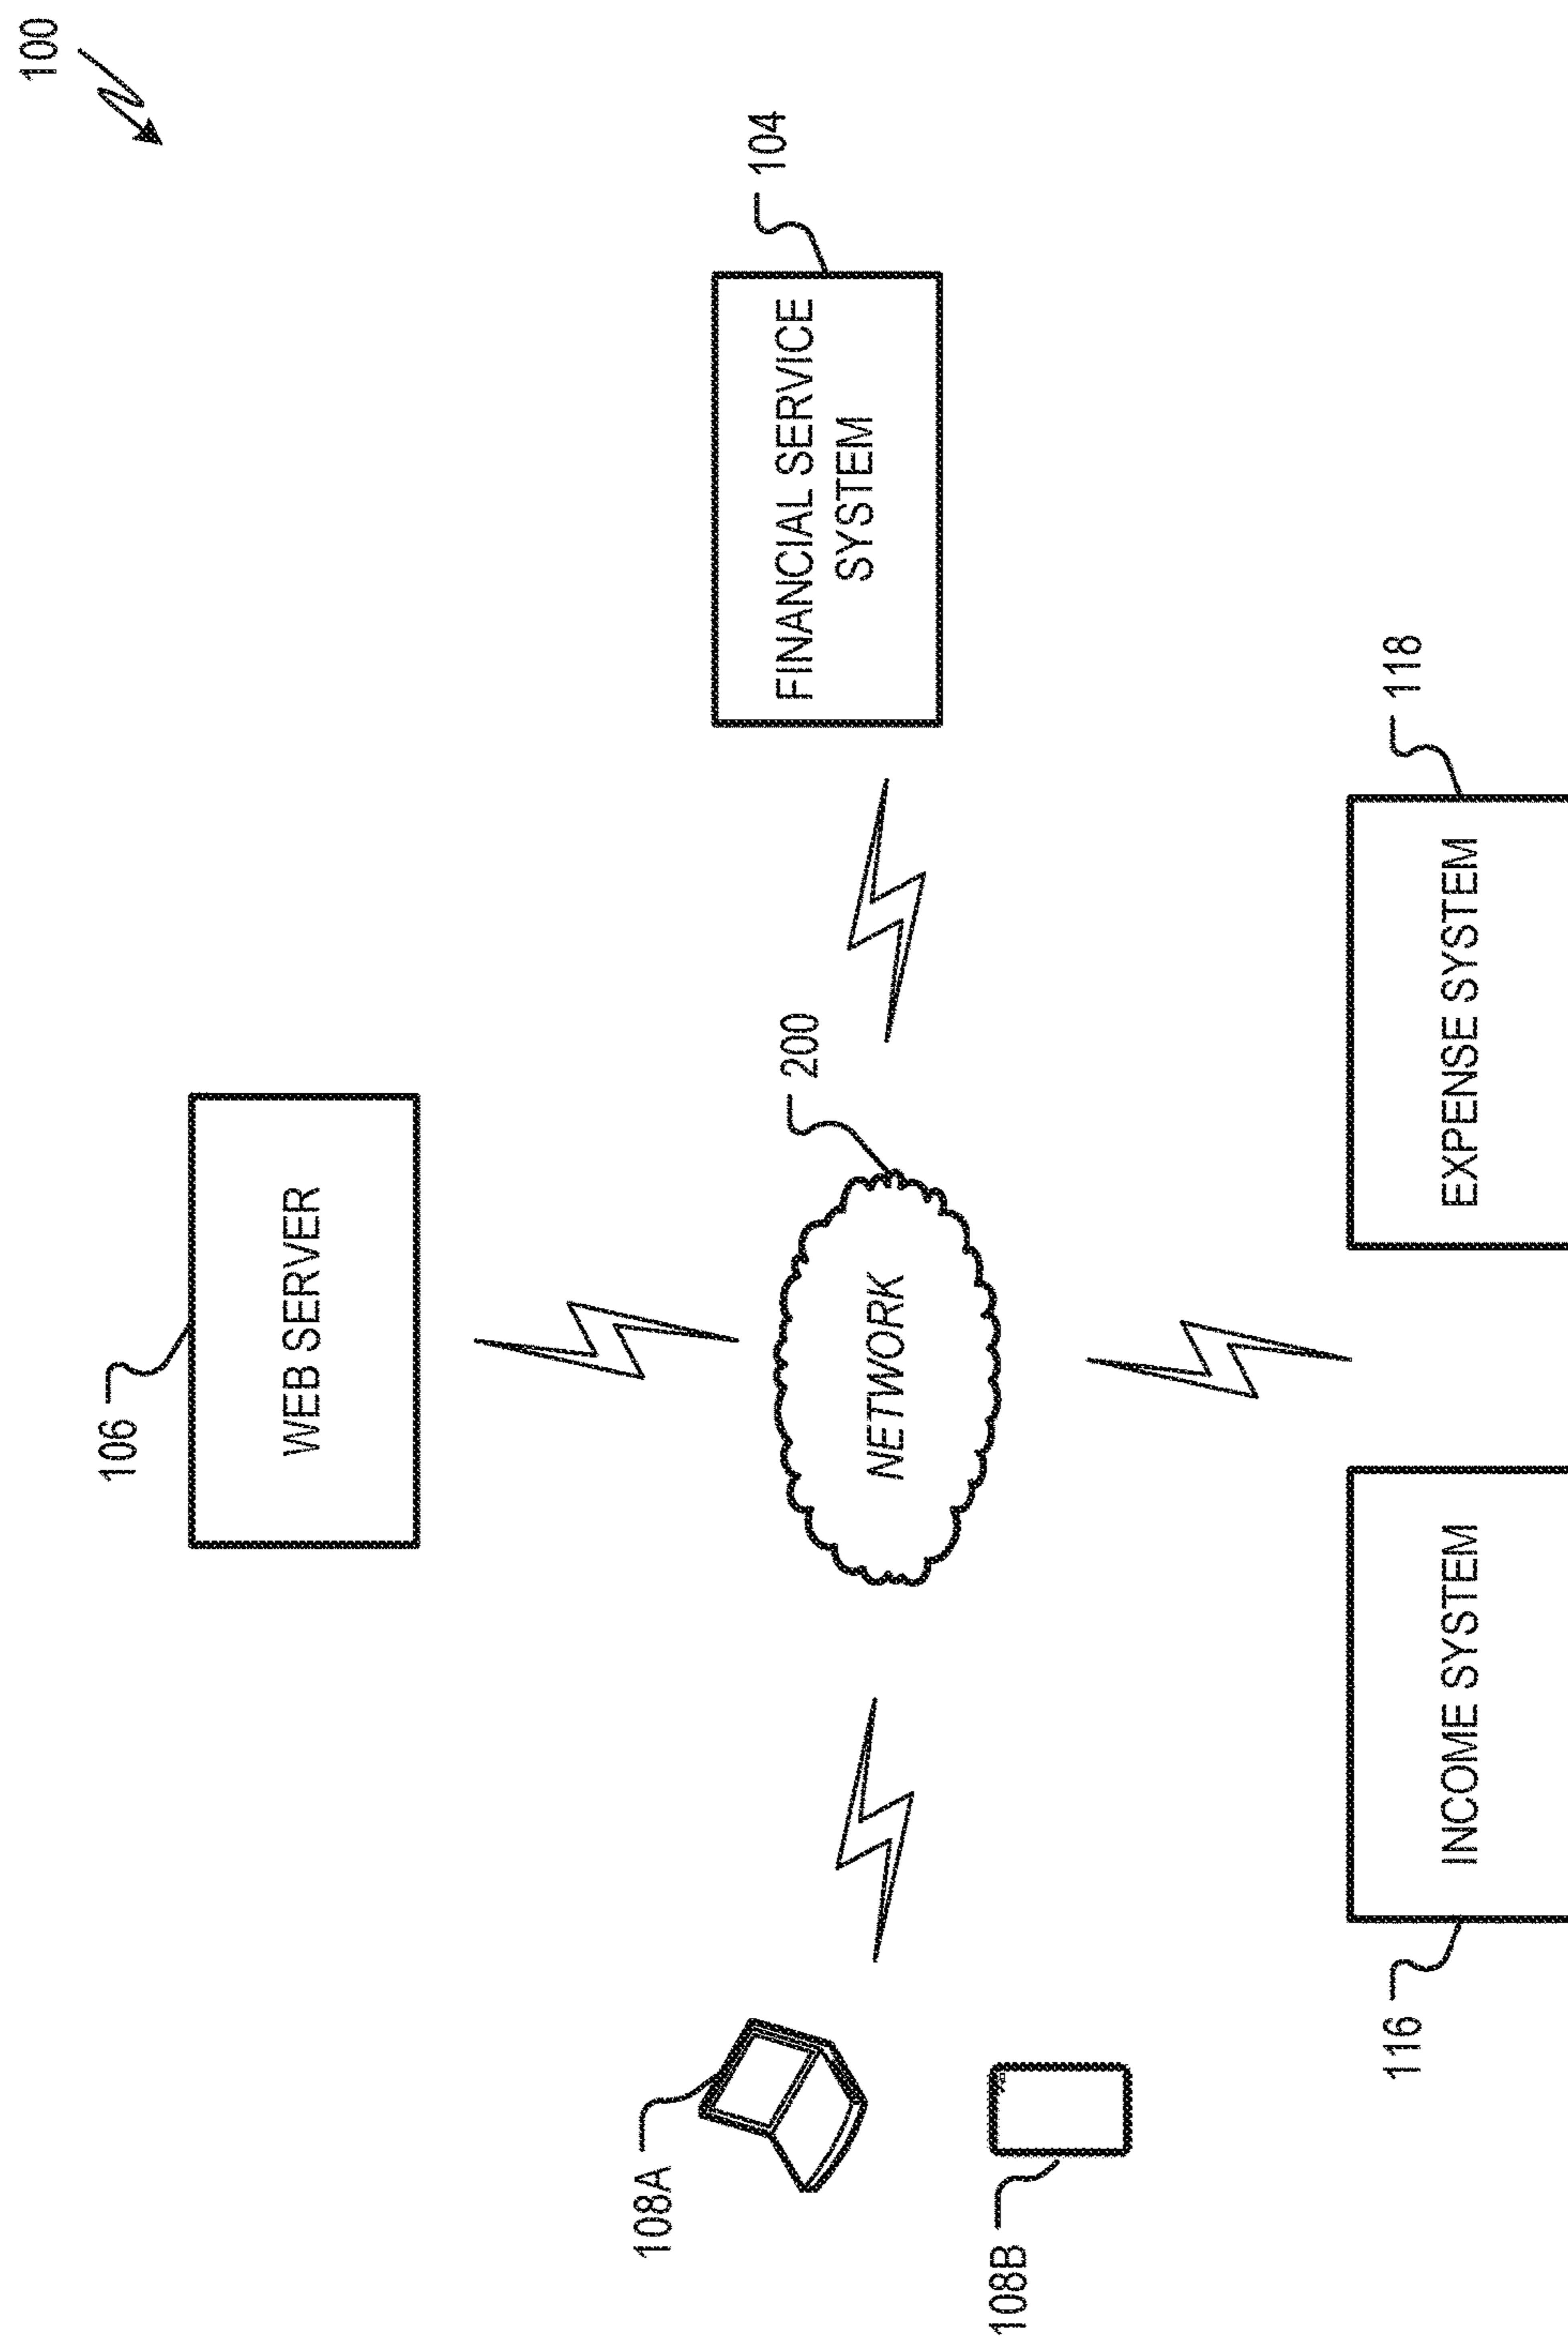 100
106
WEB SERVER
108A
200
104
NETWORK
FINANCIAL SERVICE
SYSTEM
108B
116
INCOME SYSTEM
EXPENSE SYSTEM
118